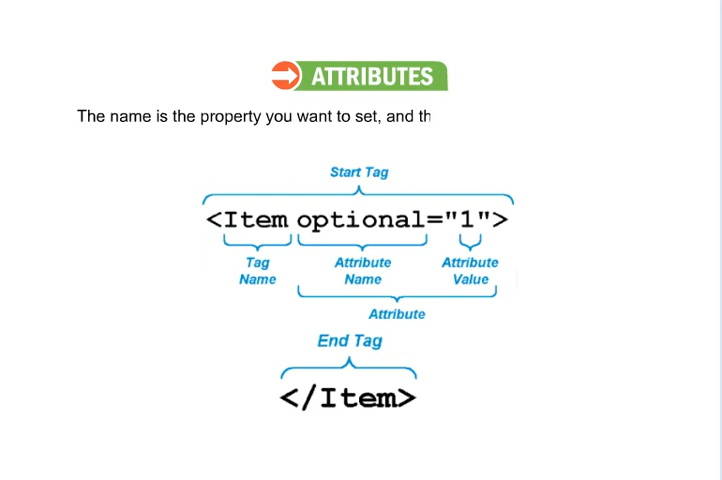 ATTRIBUTES
The name is the property you want to set, and th
Start Tag
<Item optional="1">
Tag Name
Attribute Name
Attribute Value
Attribute
End Tag
</Item>